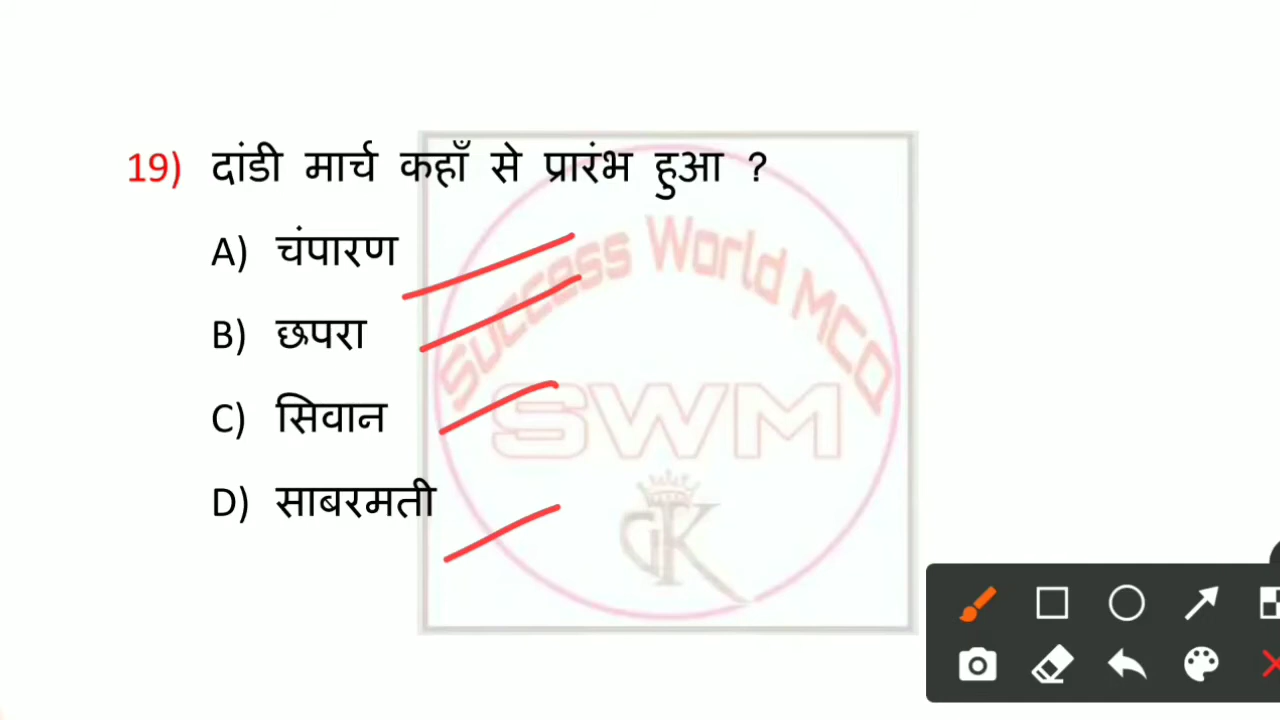 19) दांडी मार्च कहाँ से प्रारंभ हुआ ?
A) चंपारण
B) छपरा
C) सिवान
D) साबरमती
Success World MCQ
SWM
GK